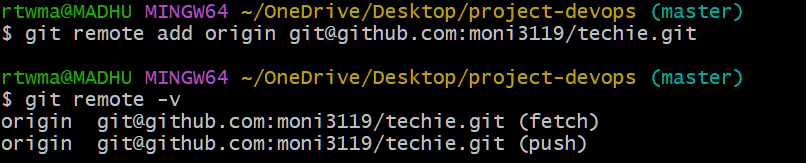 rtwma@MADHU MINGW64 ~/OneDrive/Desktop/project-devops (master)
$ git remote add origin git@github.com:moni3119/techie.git
rtwma@MADHU MINGW64 ~/OneDrive/Desktop/project-devops (master)
$ git remote -v
origin  git@github.com:moni3119/techie.git (fetch)
origin  git@github.com:moni3119/techie.git (push)